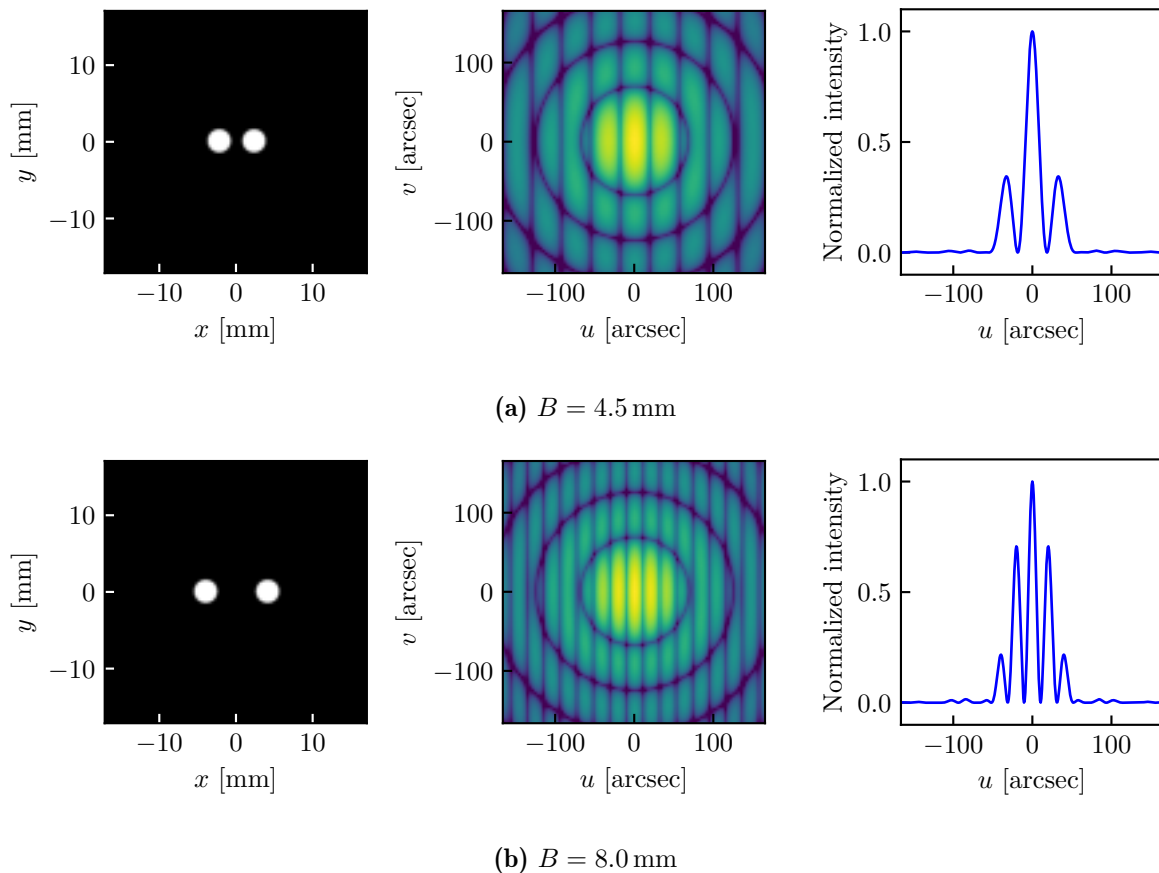 10
0
−10
y [mm]
−10
0
10
x [mm]
100
0
−100
v [arcsec]
−100
0
100
u [arcsec]
1.0
0.5
0.0
Normalized intensity
−100
0
100
u [arcsec]
(a) B = 4.5 mm
10
0
−10
y [mm]
−10
0
10
x [mm]
100
0
−100
v [arcsec]
−100
0
100
u [arcsec]
1.0
0.5
0.0
Normalized intensity
−100
0
100
u [arcsec]
(b) B = 8.0 mm